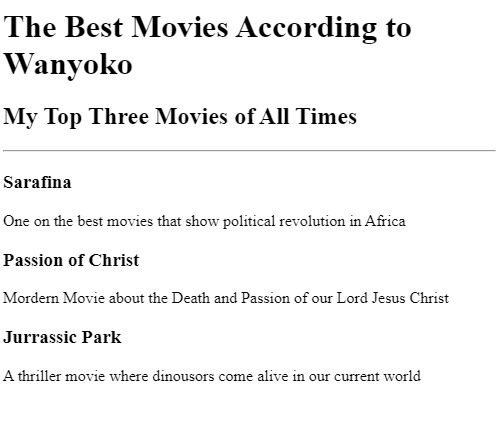 The Best Movies According to
Wanyoko
My Top Three Movies of All Times
Sarafina
One on the best movies that show political revolution in Africa
Passion of Christ
Mordern Movie about the Death and Passion of our Lord Jesus Christ
Jurrassic Park
A thriller movie where dinousors come alive in our current world